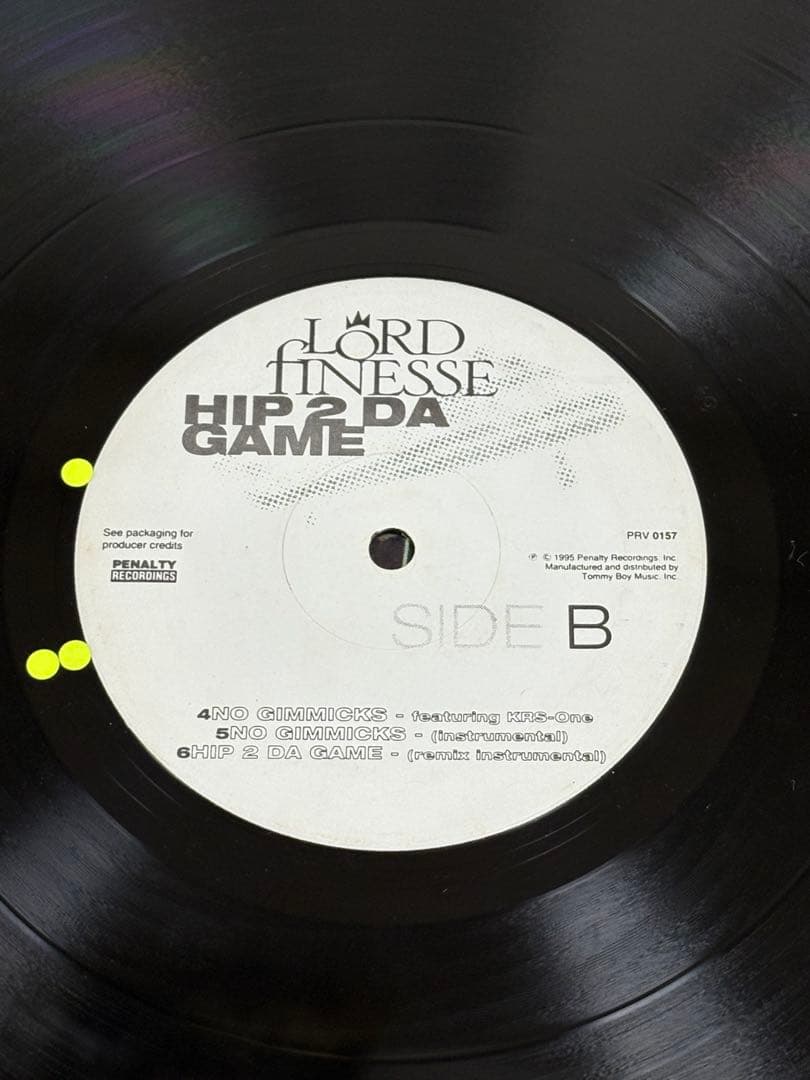 LORD
fINESSE
HIP 2 DA
GAME
See packaging for
producer credits
PENALTY
RECORDINGS
PRV 0157
℗ © 1995 Penalty Recordings, Inc.
Manufactured and distributed by
Tommy Boy Music, Inc.
SIDE B
4NO GIMMICKS - featuring KRS-One
5NO GIMMICKS - (instrumental)
6HIP 2 DA GAME - (remix instrumental)